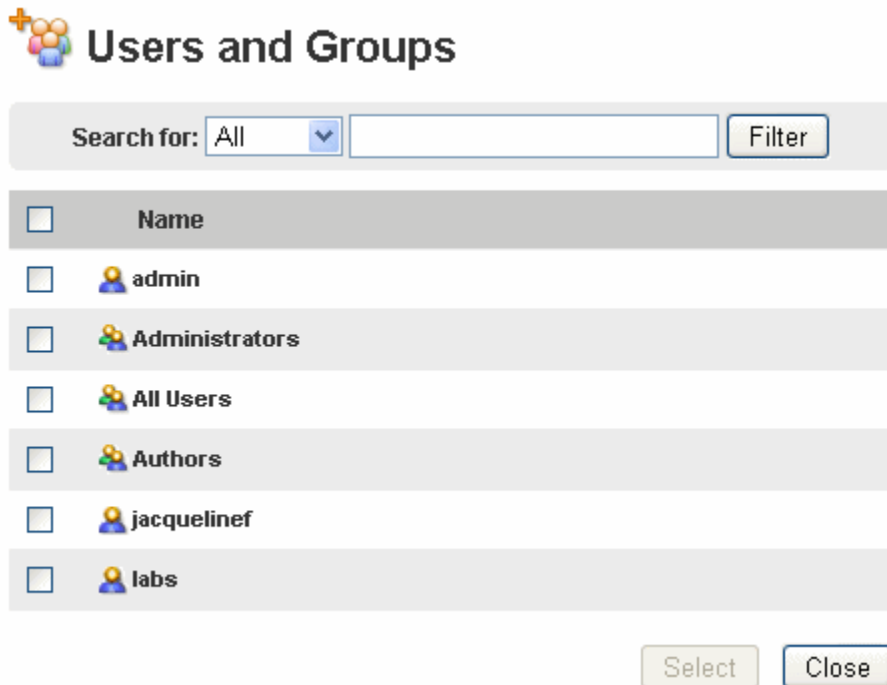 Users and Groups
Search for: All Filter
Name
admin
Administrators
All Users
Authors
jacquelinef
labs
Select Close